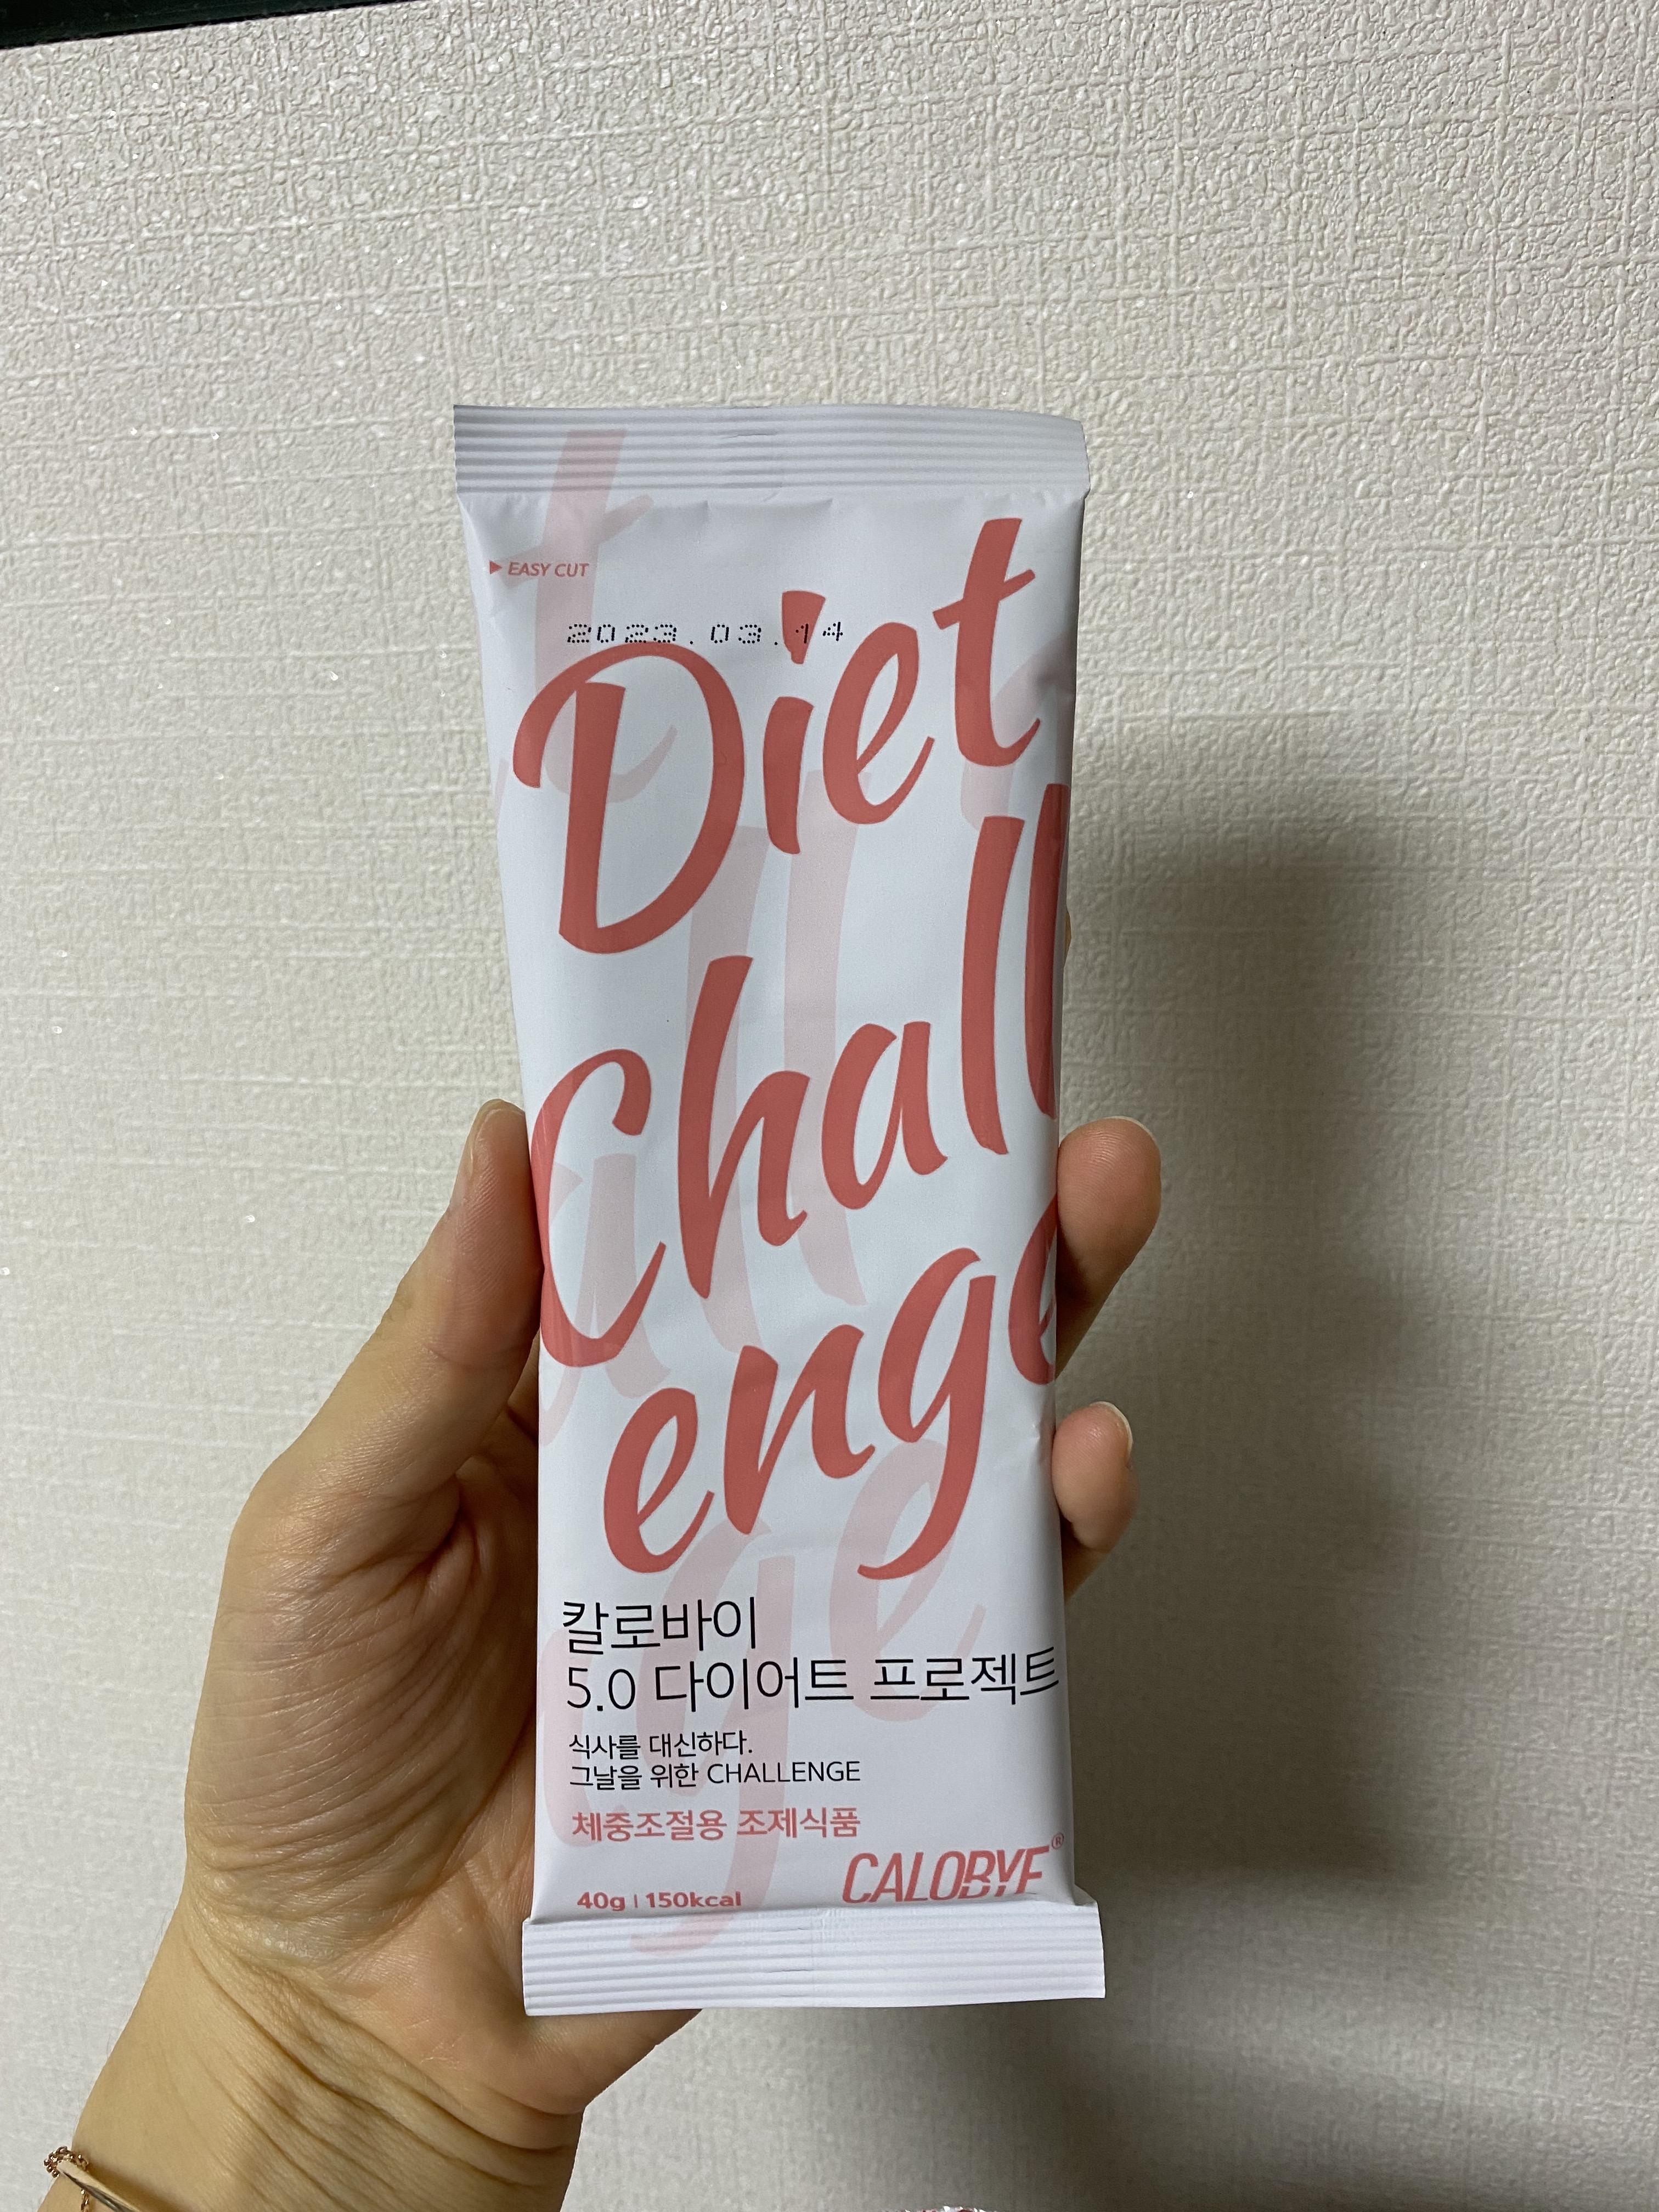 ▶ EASY CUT
2023.03.14
Diet
Chall
enge
칼로바이
5.0 다이어트 프로젝트
식사를 대신하다.
그날을 위한 CHALLENGE
체중조절용 조제식품
CALOBYE®
40g | 150kcal